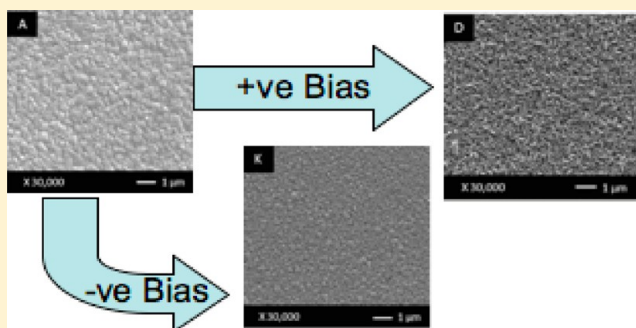 A
+ve Bias
D
X 30,000 1 μm
K
X 30,000 1 μm
-ve Bias
X 30,000 1 μm